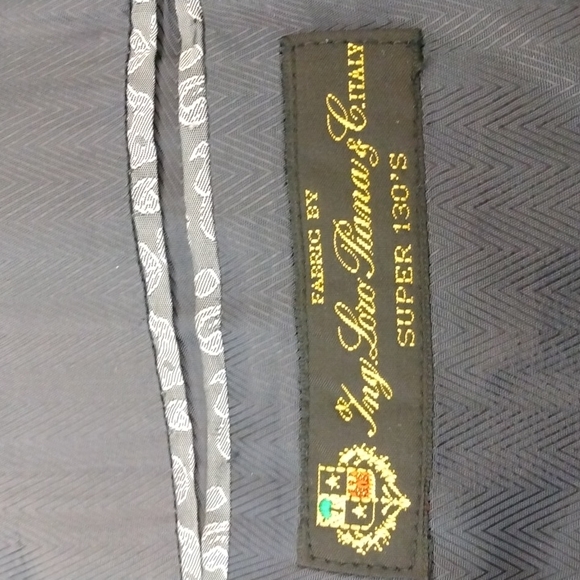 FABRIC BY
Ing. Loro Piana & C. ITALY
SUPER 130'S